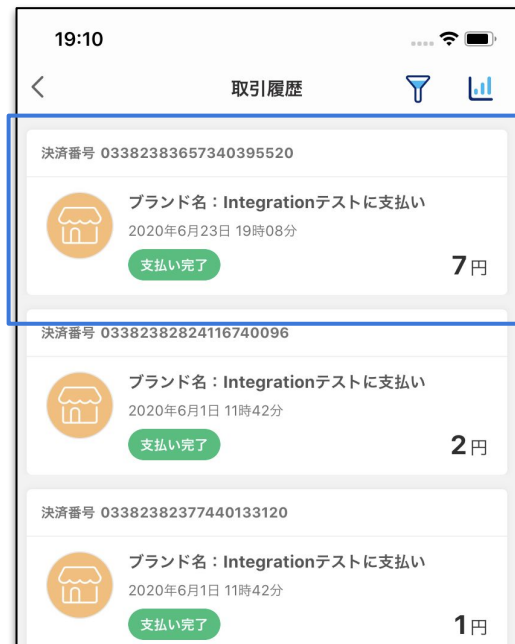 19:10
取引履歴
決済番号 03382383657340395520
ブランド名：Integrationテストに支払い
2020年6月23日 19時08分
支払い完了
7円
決済番号 03382382824116740096
ブランド名：Integrationテストに支払い
2020年6月1日 11時42分
支払い完了
2円
決済番号 03382382377440133120
ブランド名：Integrationテストに支払い
2020年6月1日 11時42分
支払い完了
1円